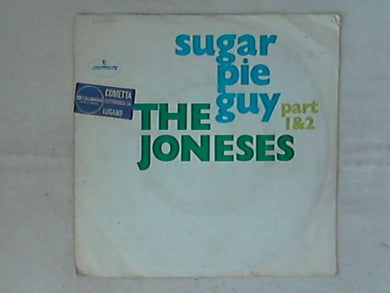 sugar
pie
guy
part
1&2
THE
JONESES
COMETTA
LUGANO